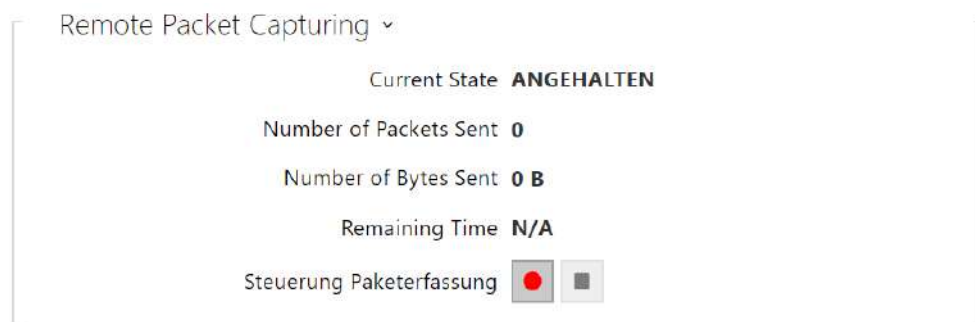 Remote Packet Capturing
Current State ANGEHALTEN
Number of Packets Sent 0
Number of Bytes Sent 0 B
Remaining Time N/A
Steuerung Paketerfassung